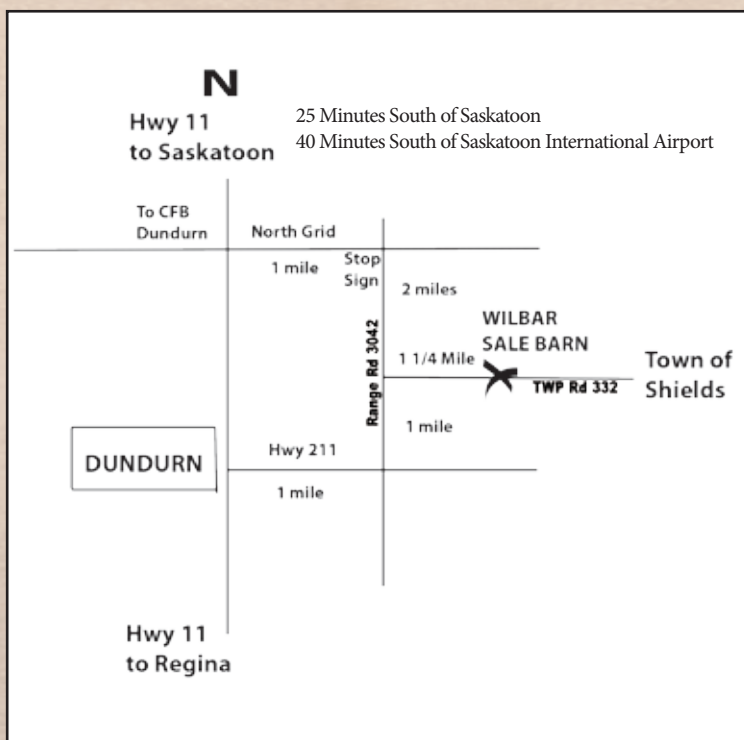 N
Hwy 11
to Saskatoon
25 Minutes South of Saskatoon
40 Minutes South of Saskatoon International Airport
To CFB
Dundurn
North Grid
1 mile
Stop
Sign
2 miles
Range Rd 3042
WILBAR
SALE BARN
1 1/4 Mile
TWP Rd 332
Town of
Shields
1 mile
DUNDURN
Hwy 211
1 mile
Hwy 11
to Regina